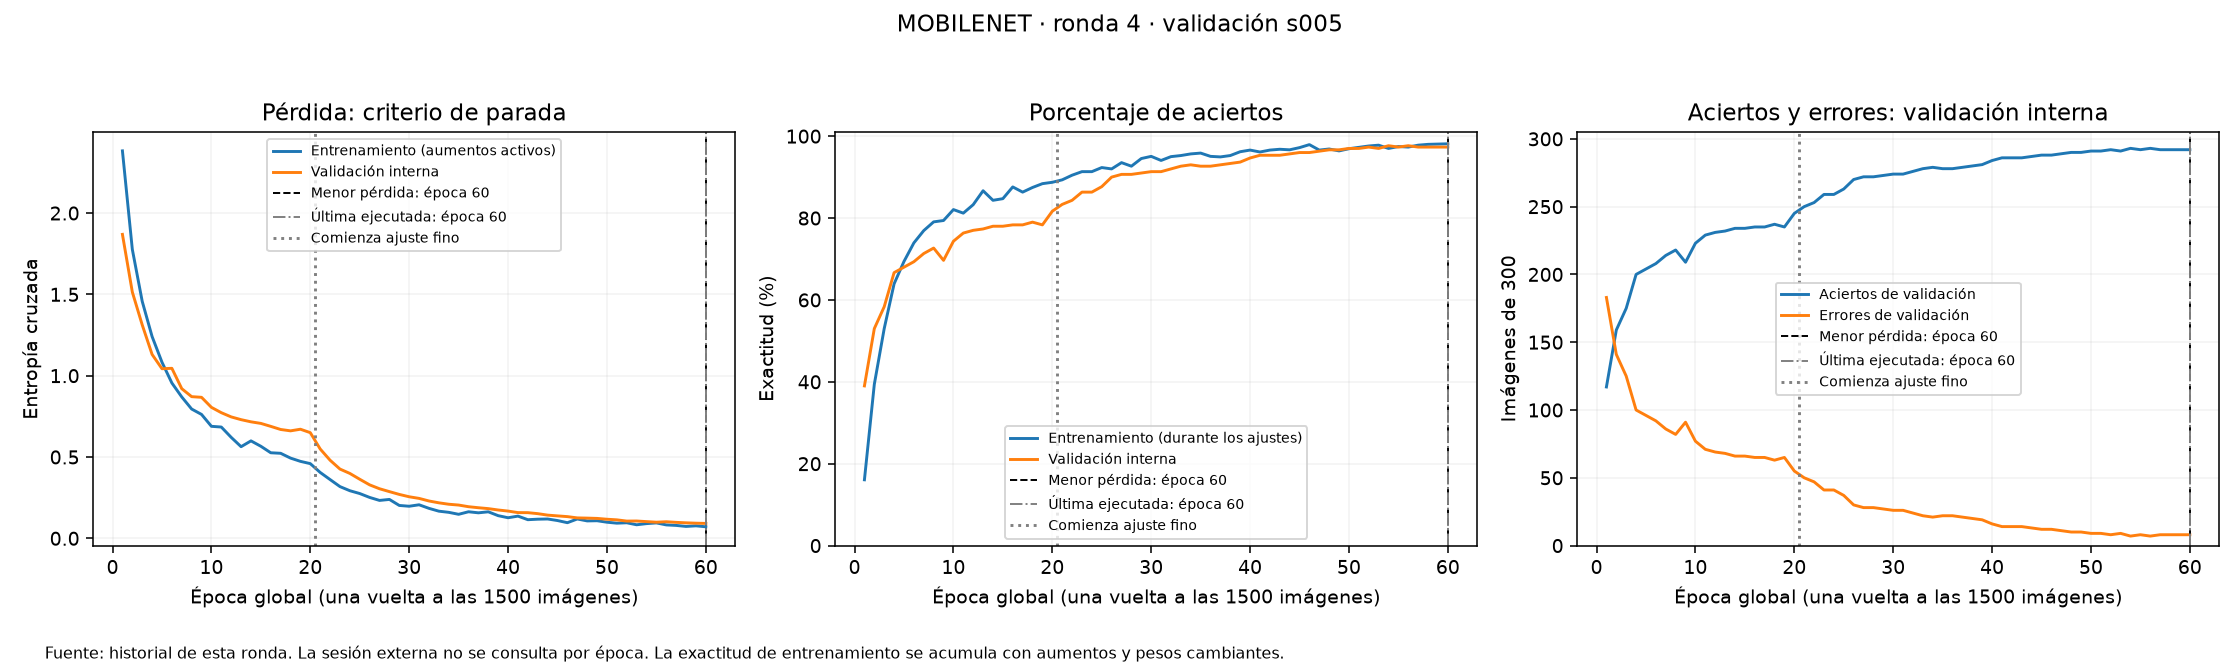 MOBILENET · ronda 4 · validación s005
Pérdida: criterio de parada
Entropía cruzada
2.0
1.5
1.0
0.5
0.0
Entrenamiento (aumentos activos)
Validación interna
Menor pérdida: época 60
Última ejecutada: época 60
Comienza ajuste fino
0 10 20 30 40 50 60
Época global (una vuelta a las 1500 imágenes)
Porcentaje de aciertos
Exactitud (%)
100
80
60
40
20
0
Entrenamiento (durante los ajustes)
Validación interna
Menor pérdida: época 60
Última ejecutada: época 60
Comienza ajuste fino
0 10 20 30 40 50 60
Época global (una vuelta a las 1500 imágenes)
Aciertos y errores: validación interna
Imágenes de 300
300
250
200
150
100
50
0
Aciertos de validación
Errores de validación
Menor pérdida: época 60
Última ejecutada: época 60
Comienza ajuste fino
0 10 20 30 40 50 60
Época global (una vuelta a las 1500 imágenes)
Fuente: historial de esta ronda. La sesión externa no se consulta por época. La exactitud de entrenamiento se acumula con aumentos y pesos cambiantes.